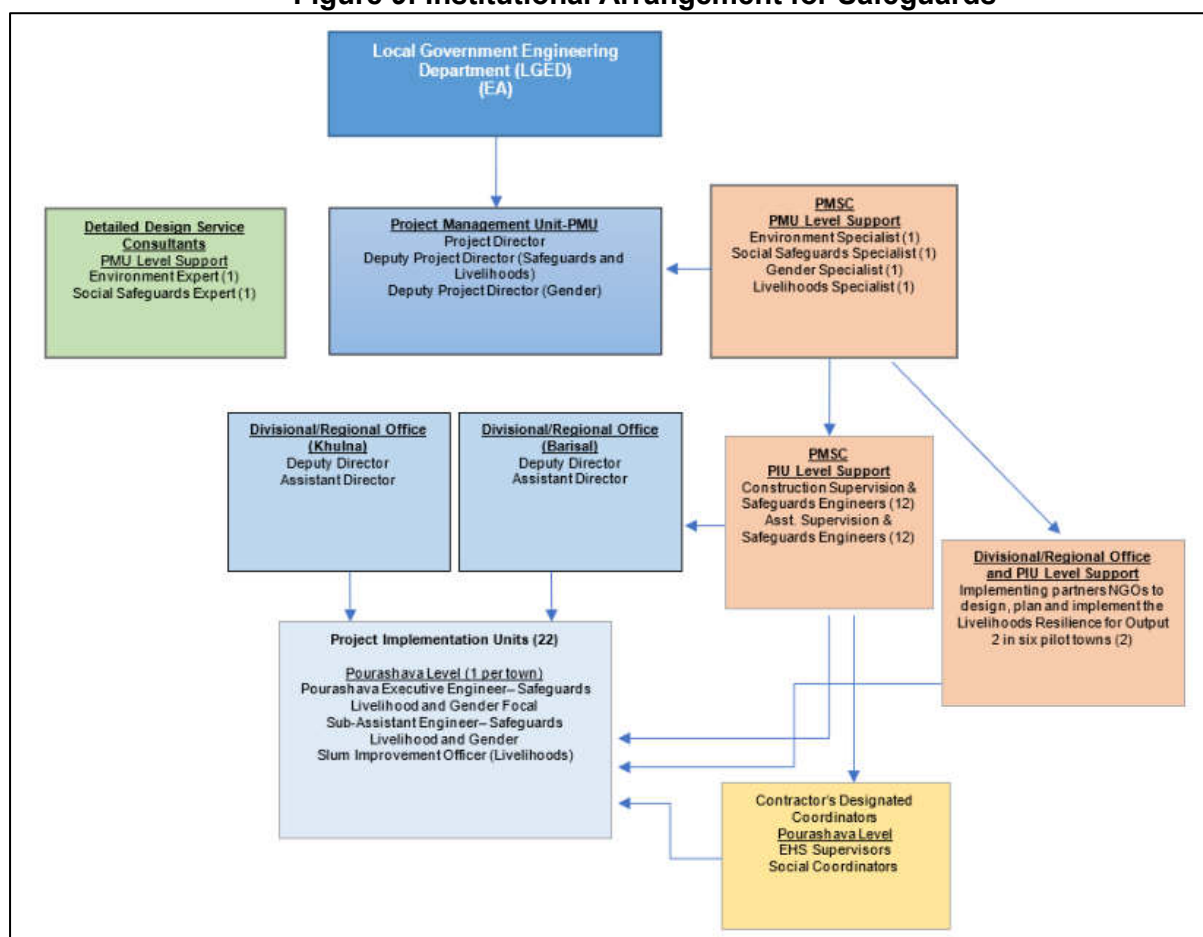 Figure 9: Institutional Arrangement for Safeguards
Local Government Engineering
Department (LGED)
(EA)
Detailed Design Service
Consultants
PMU Level Support
Environment Expert (1)
Social Safeguards Expert (1)
Project Management Unit-PMU
Project Director
Deputy Project Director (Safeguards and
Livelihoods)
Deputy Project Director (Gender)
PMSC
PMU Level Support
Environment Specialist (1)
Social Safeguards Specialist (1)
Gender Specialist (1)
Livelihoods Specialist (1)
Divisional/Regional Office
(Khulna)
Deputy Director
Assistant Director
Divisional/Regional Office
(Barisal)
Deputy Director
Assistant Director
PMSC
PIU Level Support
Construction Supervision &
Safeguards Engineers (12)
Asst. Supervision &
Safeguards Engineers (12)
Divisional/Regional Office
and PIU Level Support
Implementing partners NGOs to
design, plan and implement the
Livelihoods Resilience for Output
2 in six pilot towns (2)
Project Implementation Units (22)
Pourashava Level (1 per town)
Pourashava Executive Engineer– Safeguards
Livelihood and Gender Focal
Sub-Assistant Engineer– Safeguards
Livelihood and Gender
Slum Improvement Officer (Livelihoods)
Contractor's Designated
Coordinators
Pourashava Level
EHS Supervisors
Social Coordinators